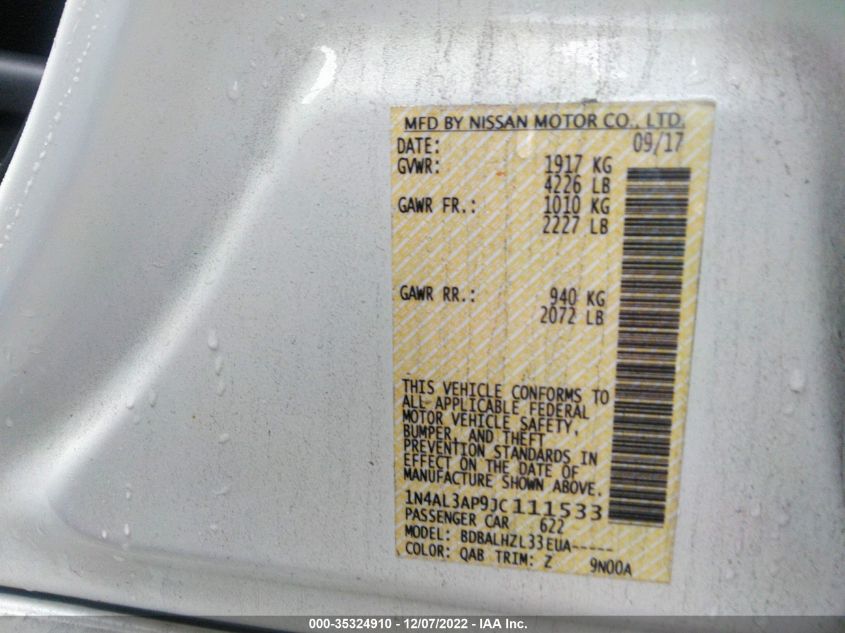 MFD BY NISSAN MOTOR CO., LTD.
DATE: 09/17
GVWR: 1917 KG
4226 LB
GAWR FR.: 1010 KG
2227 LB
GAWR RR.: 940 KG
2072 LB
THIS VEHICLE CONFORMS TO
ALL APPLICABLE FEDERAL
MOTOR VEHICLE SAFETY,
BUMPER, AND THEFT
PREVENTION STANDARDS IN
EFFECT ON THE DATE OF
MANUFACTURE SHOWN ABOVE.
1N4AL3AP9JC111533
PASSENGER CAR 622
MODEL: BDBALHZL33EUA-----
COLOR: QAB TRIM: Z 9N00A
000-35324910 - 12/07/2022 - IAA Inc.